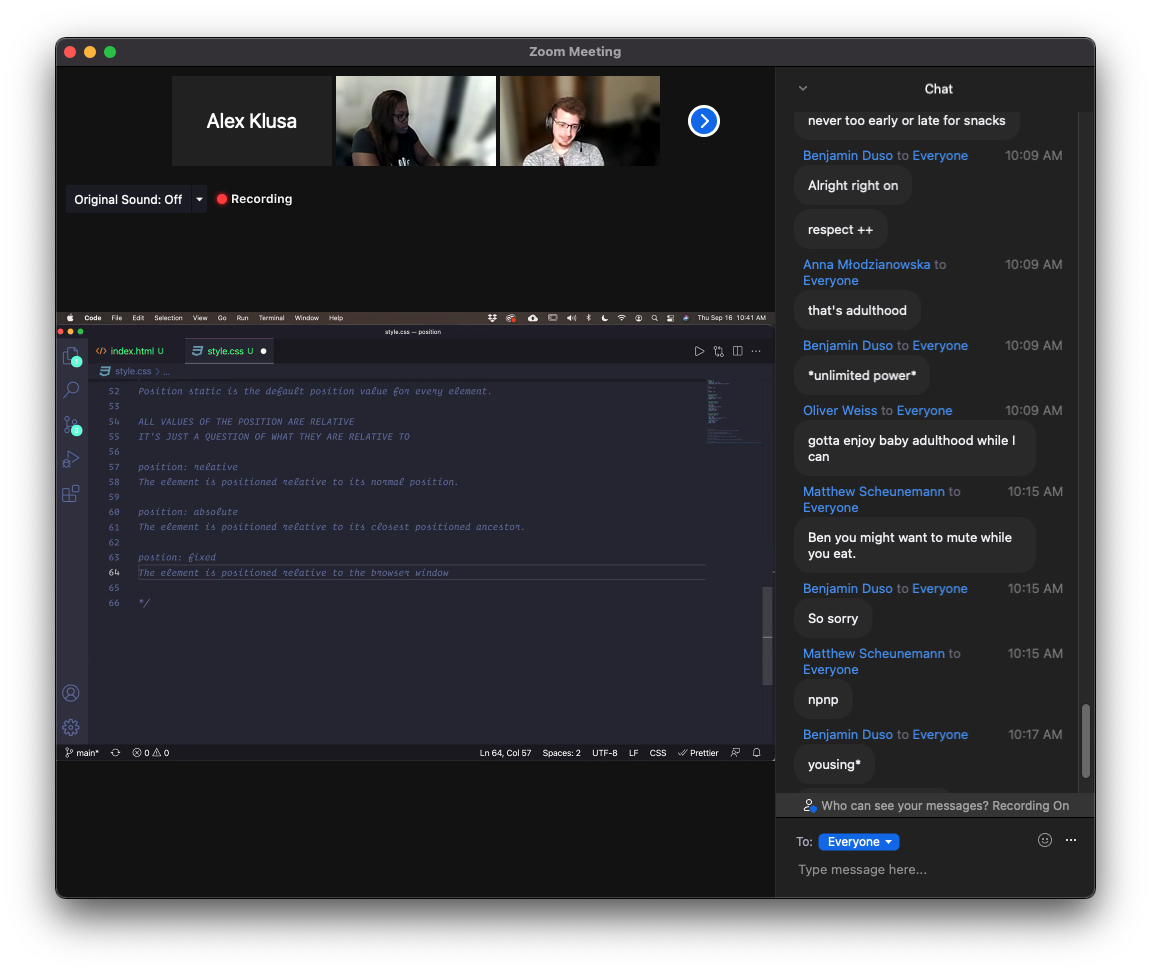 Zoom Meeting
Alex Klusa
Original Sound: Off
Recording
Code File Edit Selection View Go Run Terminal Window Help
Thu Sep 16 10:41 AM
style.css — position
index.html U
style.css U
style.css > ...
52 Position static is the default position value for every element.
53
54 ALL VALUES OF THE POSITION ARE RELATIVE
55 IT'S JUST A QUESTION OF WHAT THEY ARE RELATIVE TO
56
57 position: relative
58 The element is positioned relative to its normal position.
59
60 position: absolute
61 The element is positioned relative to its closest positioned ancestor.
62
63 postion: fixed
64 The element is positioned relative to the browser window
65
66 */
1
3
main* 0 0 Ln 64, Col 57 Spaces: 2 UTF-8 LF CSS Prettier
Chat
never too early or late for snacks
Benjamin Duso to Everyone 10:09 AM
Alright right on
respect ++
Anna Młodzianowska to 10:09 AM
Everyone
that's adulthood
Benjamin Duso to Everyone 10:09 AM
*unlimited power*
Oliver Weiss to Everyone 10:09 AM
gotta enjoy baby adulthood while I
can
Matthew Scheunemann to 10:15 AM
Everyone
Ben you might want to mute while
you eat.
Benjamin Duso to Everyone 10:15 AM
So sorry
Matthew Scheunemann to 10:15 AM
Everyone
npnp
Benjamin Duso to Everyone 10:17 AM
yousing*
Who can see your messages? Recording On
To: Everyone
Type message here...